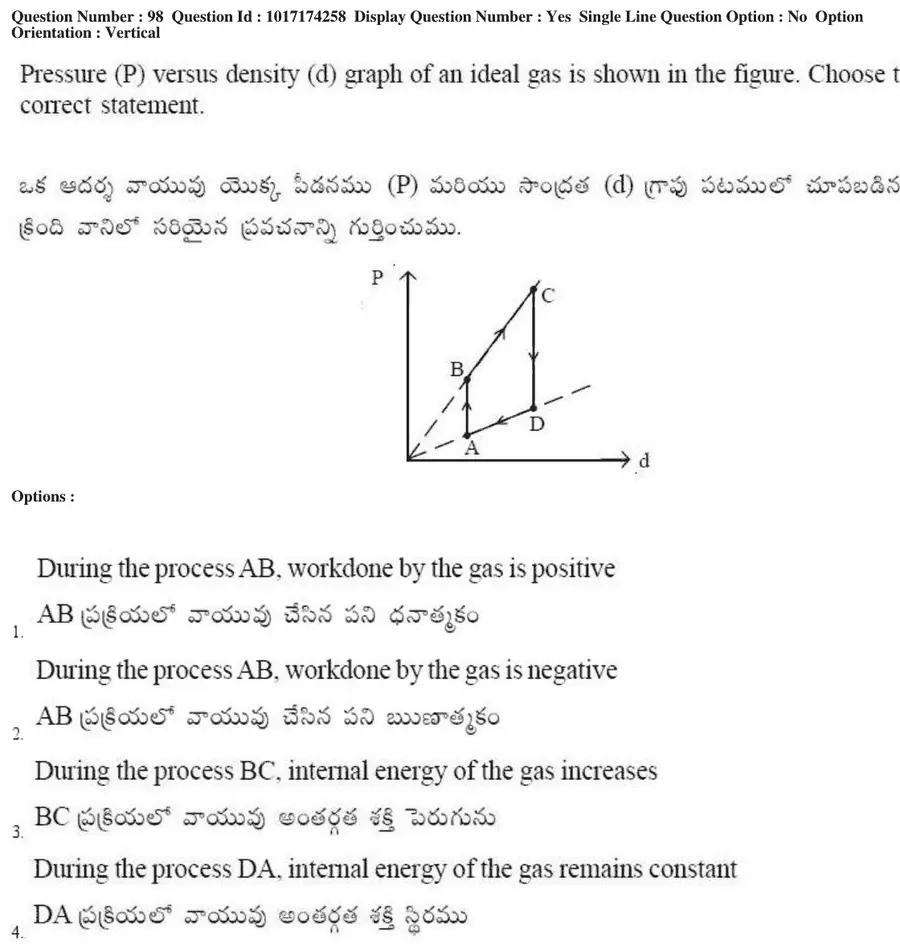 Question Number : 98 Question Id : 1017174258 Display Question Number : Yes Single Line Question Option : No Option
Orientation : Vertical
Pressure (P) versus density (d) graph of an ideal gas is shown in the figure. Choose t
correct statement.
ఒక ఆదర్శ వాయువు యొక్క పీడనము (P) మరియు సాంద్రత (d) గ్రాపు పటములో చూపబడిన
క్రింది వానిలో సరియైన ప్రవచనాన్ని గుర్తించుము.
P
C
B
D
A
d
Options :
During the process AB, workdone by the gas is positive
AB ప్రక్రియలో వాయువు చేసిన పని ధనాత్మకం
1.
During the process AB, workdone by the gas is negative
AB ప్రక్రియలో వాయువు చేసిన పని ఋణాత్మకం
2.
During the process BC, internal energy of the gas increases
BC ప్రక్రియలో వాయువు అంతర్గత శక్తి పెరుగును
3.
During the process DA, internal energy of the gas remains constant
DA ప్రక్రియలో వాయువు అంతర్గత శక్తి స్థిరము
4.